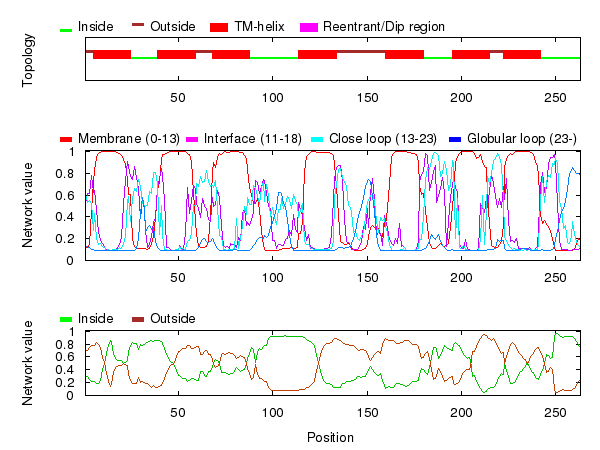 Inside Outside TM-helix Reentrant/Dip region
Topology
50 100 150 200 250
Membrane (0-13) Interface (11-18) Close loop (13-23) Globular loop (23-)
Network value
1
0.8
0.6
0.4
0.2
0
50 100 150 200 250
Inside Outside
Network value
1
0.8
0.6
0.4
0.2
0
50 100 150 200 250
Position